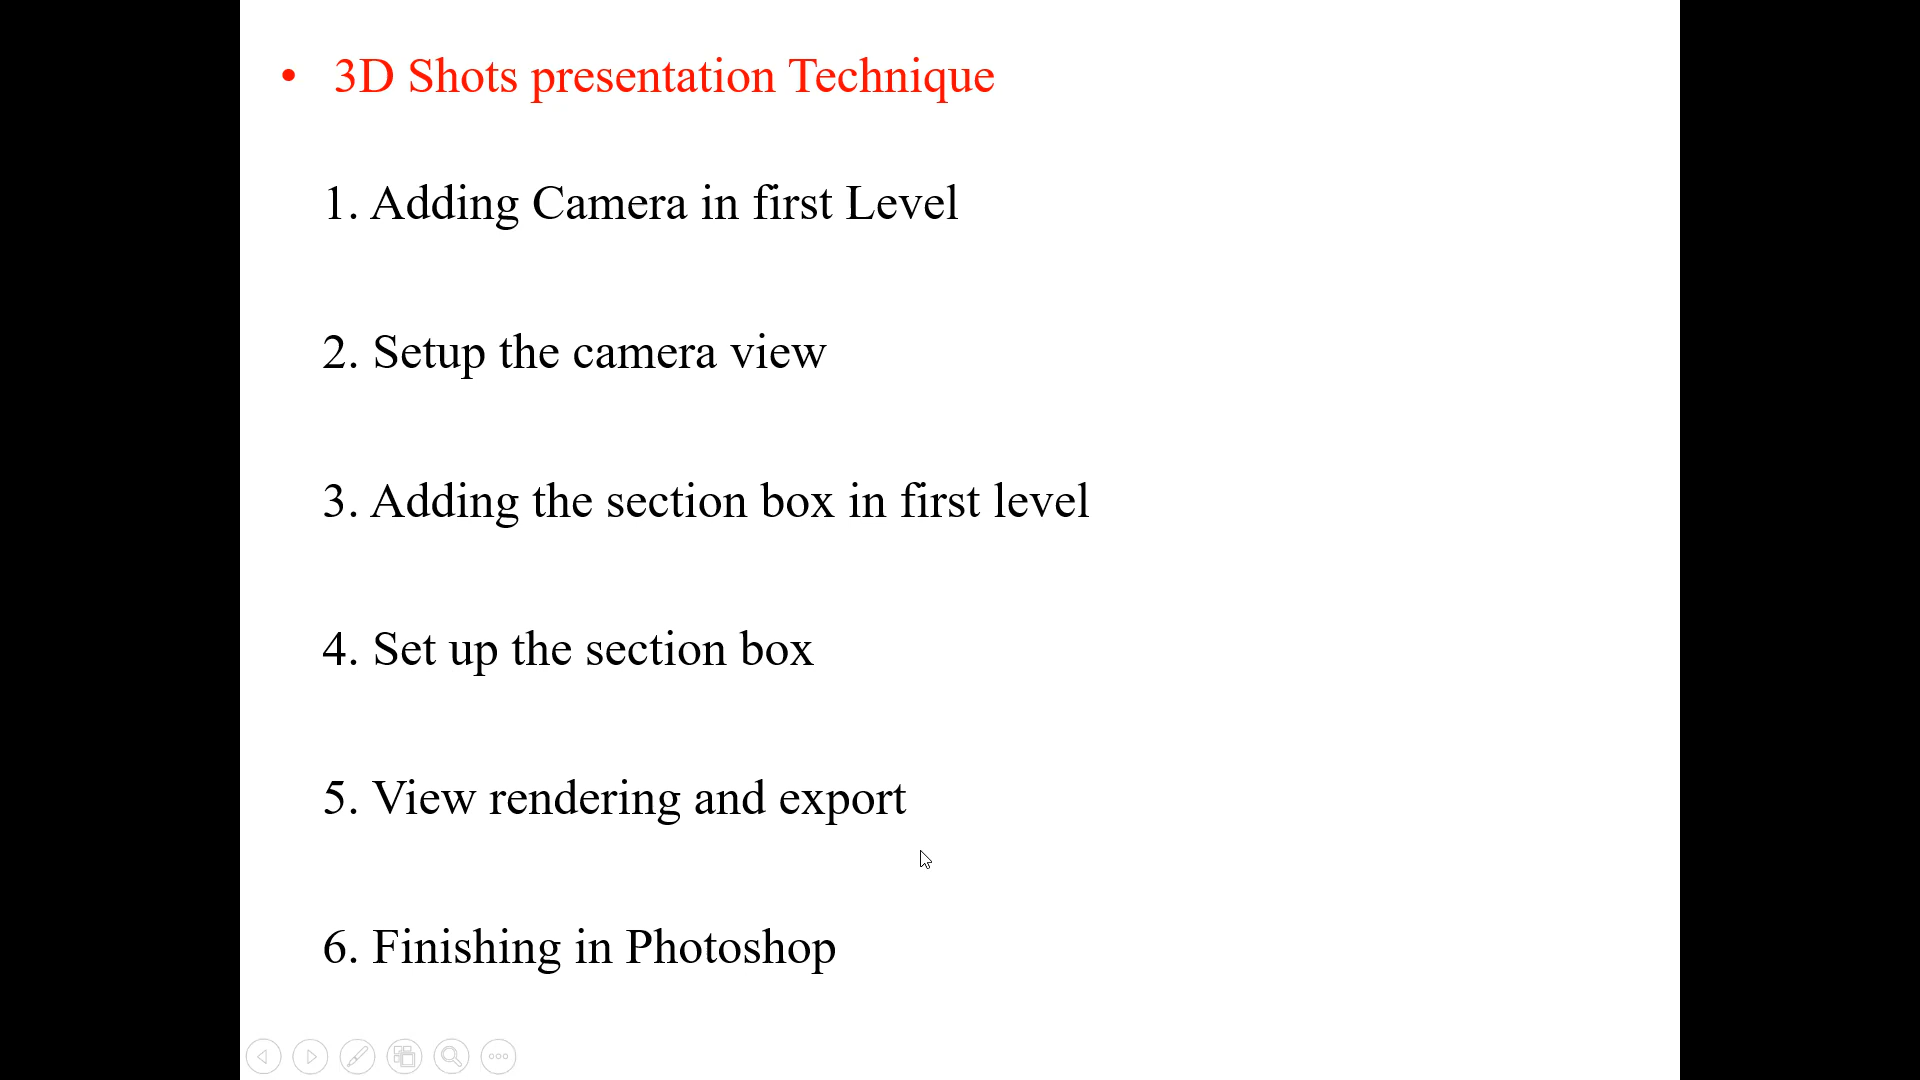 • 3D Shots presentation Technique
1. Adding Camera in first Level
2. Setup the camera view
3. Adding the section box in first level
4. Set up the section box
5. View rendering and export
6. Finishing in Photoshop